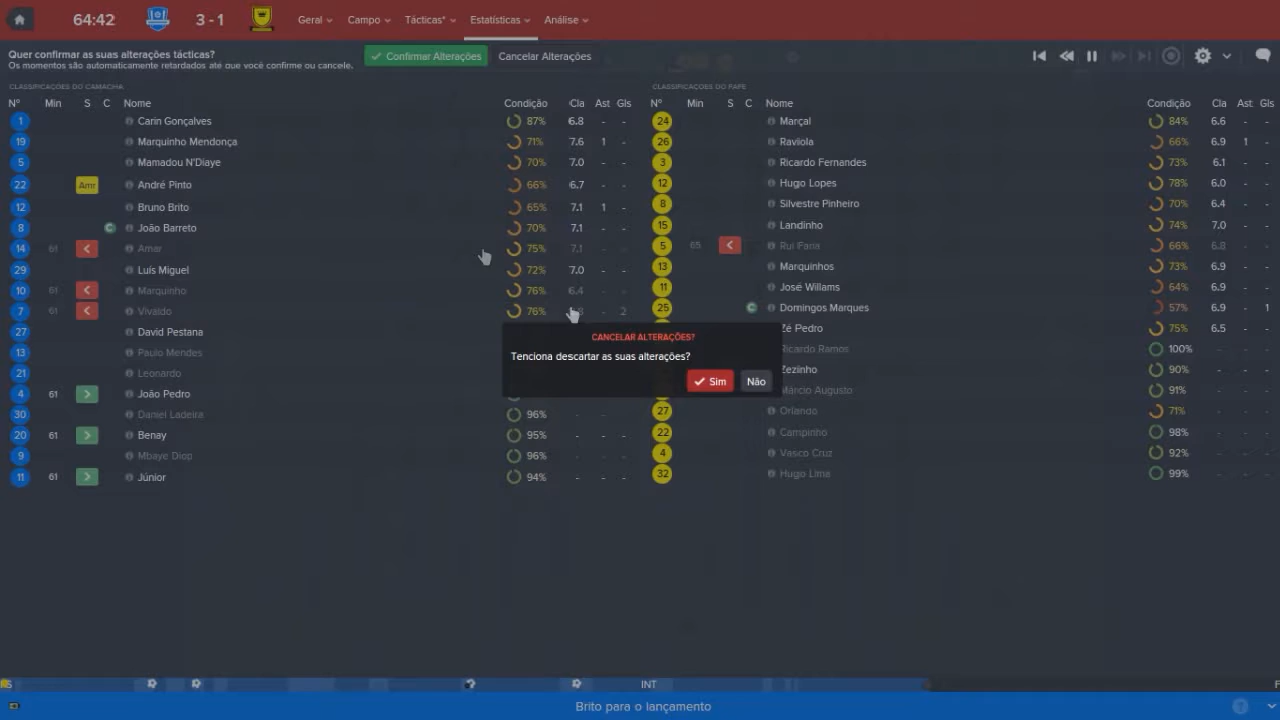 64:42 3 - 1 Geral Campo Tácticas* Estatísticas Análise
Quer confirmar as suas alterações tácticas? Confirmar Alterações Cancelar Alterações
Os momentos são automaticamente retardados até que você confirme ou cancele.
CLASSIFICAÇÕES DO CAMACHA
Nº Min S C Nome Condição Cla Ast Gls
1 Carin Gonçalves 87% 6.8 - -
19 Marquinho Mendonça 71% 7.6 1 -
5 Mamadou N'Diaye 70% 7.0 - -
22 Amr André Pinto 66% 6.7 - -
12 Bruno Brito 65% 7.1 1 -
8 C João Barreto 70% 7.1 - -
14 61 Amar 75% 7.1 - -
29 Luís Miguel 72% 7.0 - -
10 61 Marquinho 76% 6.4 - -
7 61 Vivaldo 76% - 2
27 David Pestana
13 Paulo Mendes
21 Leonardo
4 61 João Pedro
30 Daniel Ladeira 96% - - -
20 61 Benay 95% - - -
9 Mbaye Diop 96% - - -
11 61 Júnior 94% - - -
CLASSIFICAÇÕES DO FAFE
Nº Min S C Nome Condição Cla Ast Gls
24 Marçal 84% 6.6 - -
26 Raviola 66% 6.9 1 -
3 Ricardo Fernandes 73% 6.1 - -
12 Hugo Lopes 78% 6.0 - -
8 Silvestre Pinheiro 70% 6.4 - -
15 Landinho 74% 7.0 - -
5 65 Rui Faria 66% 6.8 - -
13 Marquinhos 73% 6.9 - -
11 José Willams 64% 6.9 - -
25 C Domingos Marques 57% 6.9 - 1
Zé Pedro 75% 6.5 - -
Ricardo Ramos 100% - - -
Zezinho 90% - - -
Márcio Augusto 91% - - -
27 Orlando 71% - - -
22 Campinho 98% - - -
4 Vasco Cruz 92% - - -
32 Hugo Lima 99% - - -
CANCELAR ALTERAÇÕES?
Tenciona descartar as suas alterações?
Sim Não
INT
Brito para o lançamento